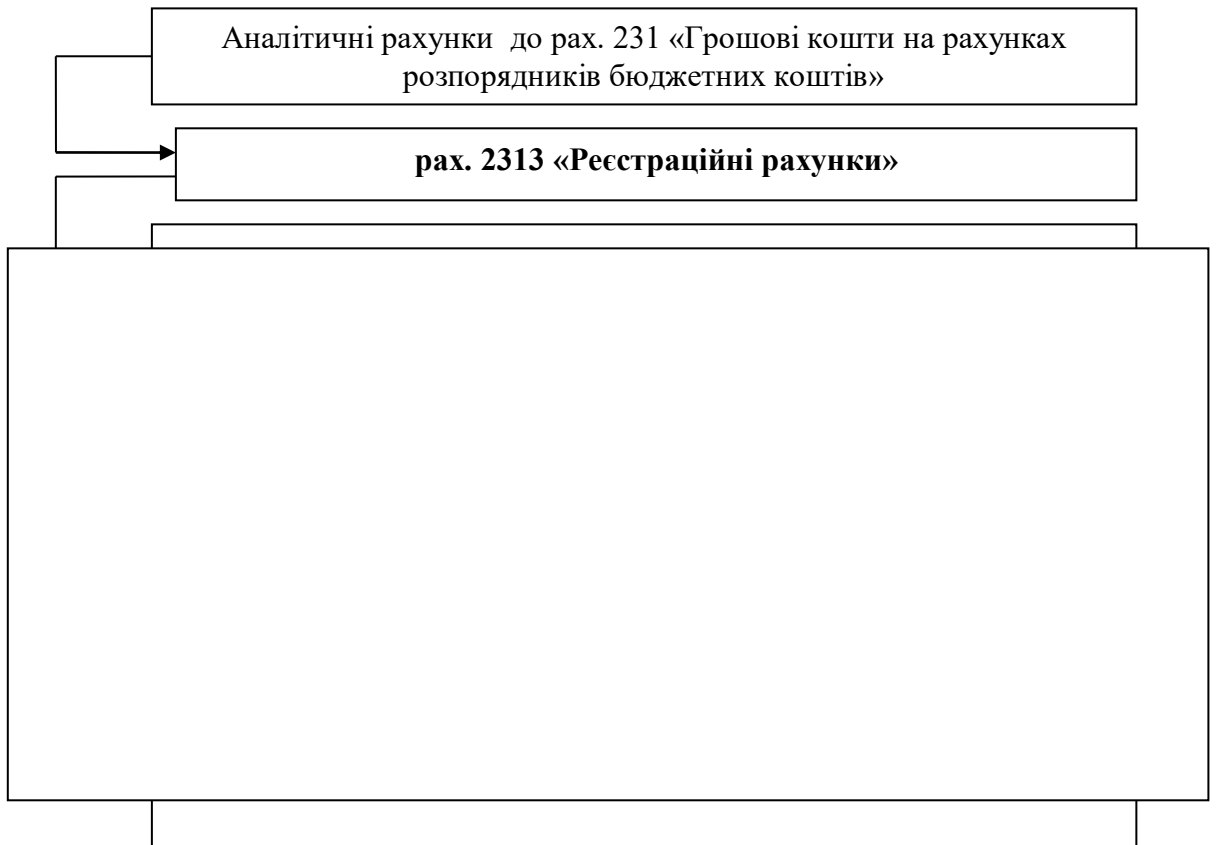 Аналітичні рахунки до рах. 231 «Грошові кошти на рахунках
розпорядників бюджетних коштів»
рах. 2313 «Реєстраційні рахунки»